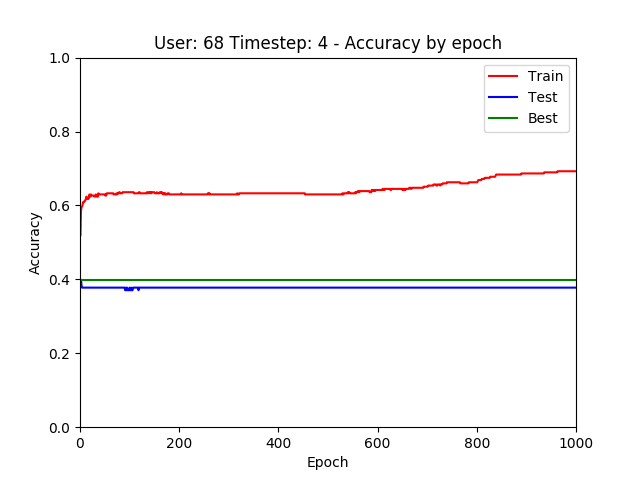 User: 68 Timestep: 4 - Accuracy by epoch
1.0
0.8
0.6
0.4
0.2
0.0
Accuracy
Train
Test
Best
0 200 400 600 800 1000
Epoch